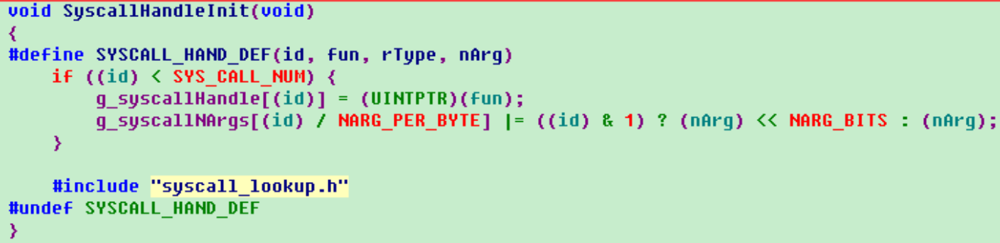 void SyscallHandleInit(void)
{
#define SYSCALL_HAND_DEF(id, fun, rType, nArg)
    if ((id) < SYS_CALL_NUM) {
        g_syscallHandle[(id)] = (UINTPTR)(fun);
        g_syscallNArgs[(id) / NARG_PER_BYTE] |= ((id) & 1) ? (nArg) << NARG_BITS : (nArg);
    }

    #include "syscall_lookup.h"
#undef SYSCALL_HAND_DEF
}